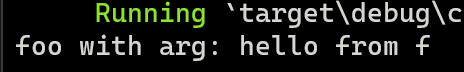 Running `target\debug\c
foo with arg: hello from f